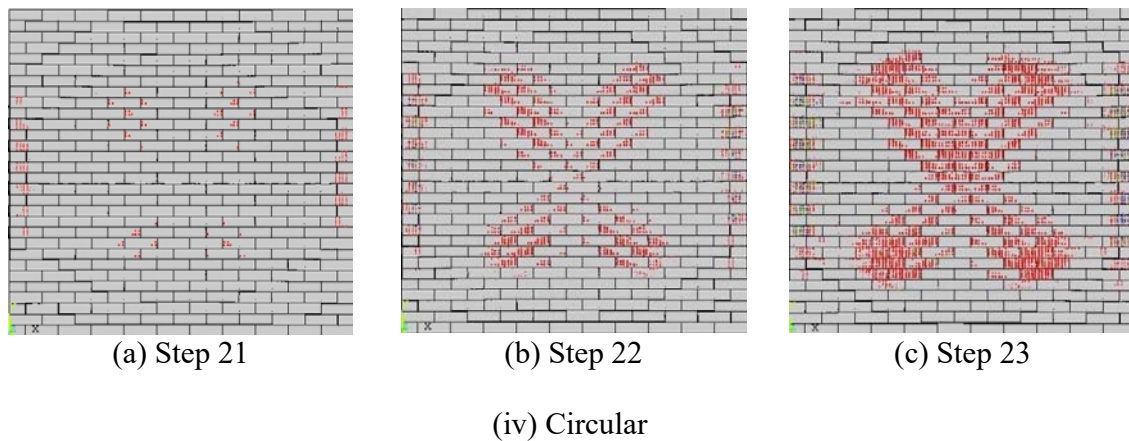 X
X
X
(a) Step 21
(b) Step 22
(c) Step 23
(iv) Circular